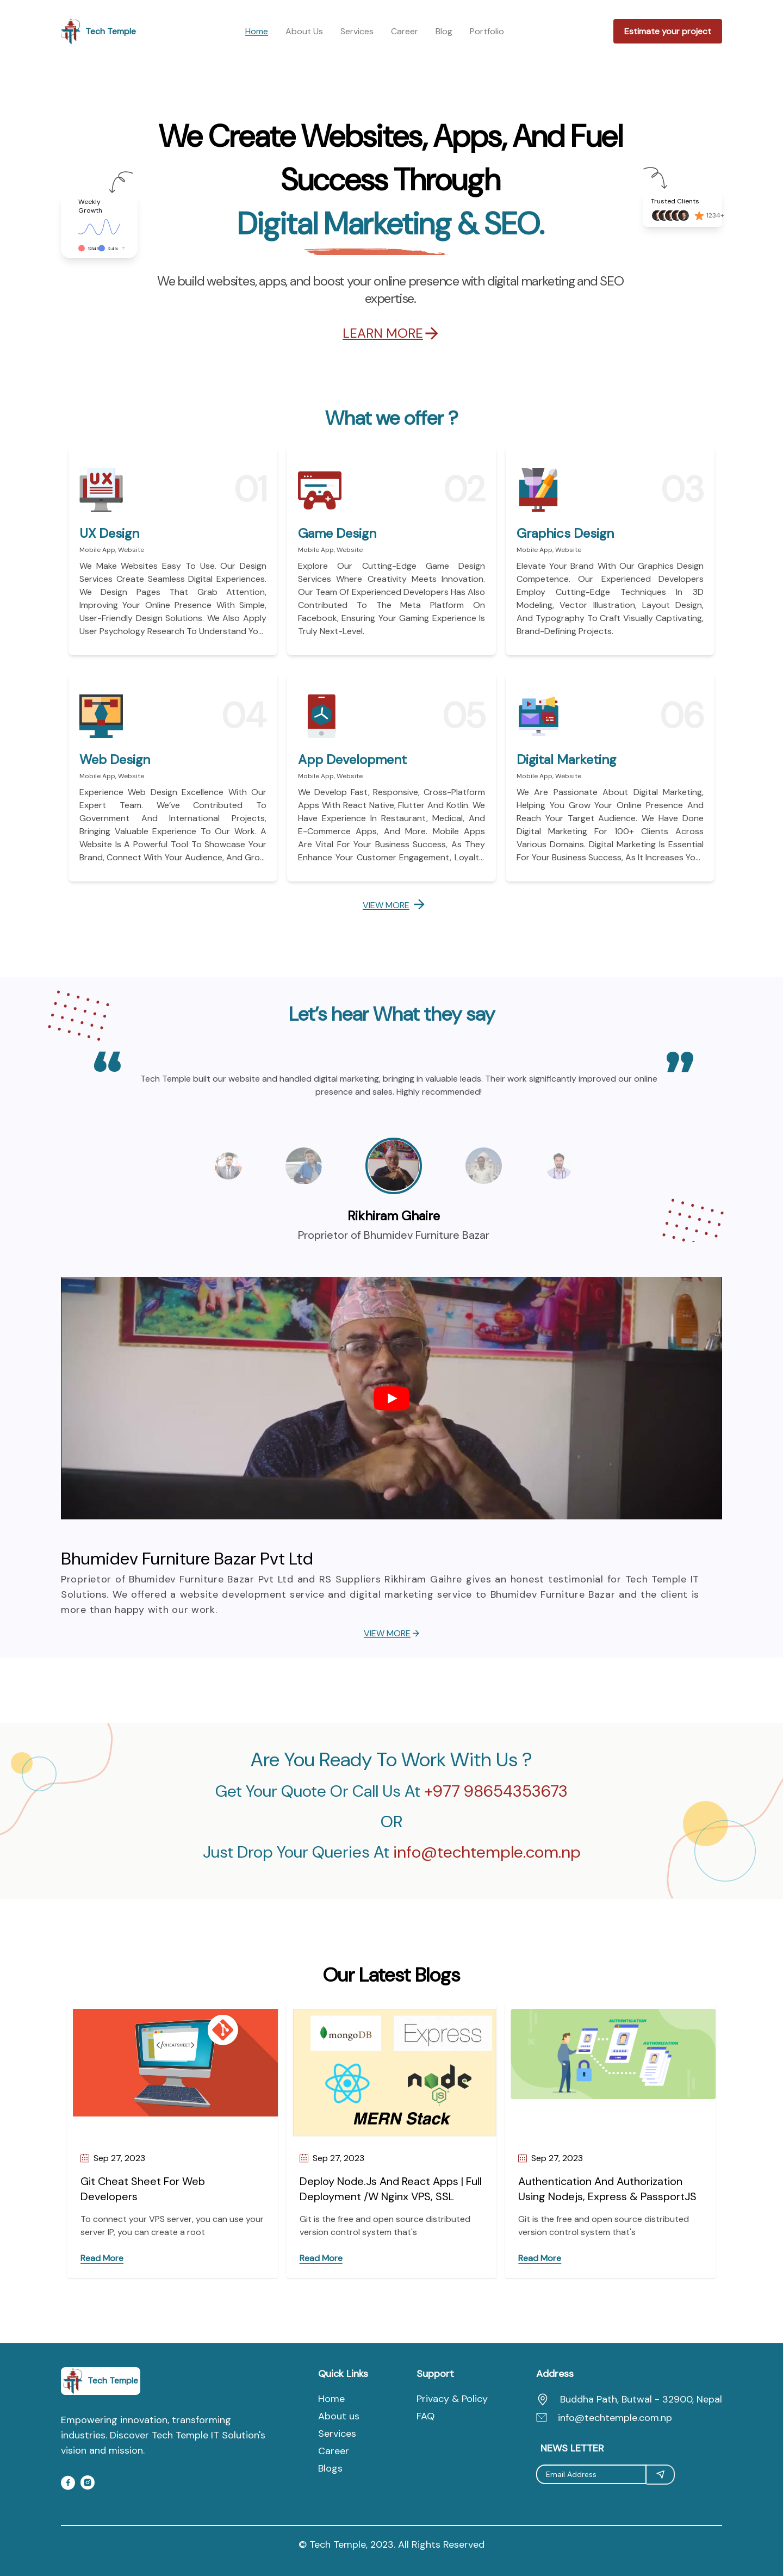 Tech Temple
Home
About Us
Services
Career
Blog
Portfolio
Estimate your project
We Create Websites, Apps, And Fuel
Success Through
Digital Marketing & SEO.
Weekly
Growth
Trusted Clients
1234+
We build websites, apps, and boost your online presence with digital marketing and SEO
expertise.
LEARN MORE
What we offer ?
01
UX Design
Mobile App, Website
We Make Websites Easy To Use. Our Design
Services Create Seamless Digital Experiences.
We Design Pages That Grab Attention,
Improving Your Online Presence With Simple,
User-Friendly Design Solutions. We Also Apply
User Psychology Research To Understand Yo...
02
Game Design
Mobile App, Website
Explore Our Cutting-Edge Game Design
Services Where Creativity Meets Innovation.
Our Team Of Experienced Developers Has Also
Contributed To The Meta Platform On
Facebook, Ensuring Your Gaming Experience Is
Truly Next-Level.
03
Graphics Design
Mobile App, Website
Elevate Your Brand With Our Graphics Design
Competence. Our Experienced Developers
Employ Cutting-Edge Techniques In 3D
Modeling, Vector Illustration, Layout Design,
And Typography To Craft Visually Captivating,
Brand-Defining Projects.
04
Web Design
Mobile App, Website
Experience Web Design Excellence With Our
Expert Team. We've Contributed To
Government And International Projects,
Bringing Valuable Experience To Our Work. A
Website Is A Powerful Tool To Showcase Your
Brand, Connect With Your Audience, And Gro...
05
App Development
Mobile App, Website
We Develop Fast, Responsive, Cross-Platform
Apps With React Native, Flutter And Kotlin. We
Have Experience In Restaurant, Medical, And
E-Commerce Apps, And More. Mobile Apps
Are Vital For Your Business Success, As They
Enhance Your Customer Engagement, Loyalt...
06
Digital Marketing
Mobile App, Website
We Are Passionate About Digital Marketing,
Helping You Grow Your Online Presence And
Reach Your Target Audience. We Have Done
Digital Marketing For 100+ Clients Across
Various Domains. Digital Marketing Is Essential
For Your Business Success, As It Increases Yo...
VIEW MORE
Let's hear What they say
Tech Temple built our website and handled digital marketing, bringing in valuable leads. Their work significantly improved our online
presence and sales. Highly recommended!
Rikhiram Ghaire
Proprietor of Bhumidev Furniture Bazar
Bhumidev Furniture Bazar Pvt Ltd
Proprietor of Bhumidev Furniture Bazar Pvt Ltd and RS Suppliers Rikhiram Gaihre gives an honest testimonial for Tech Temple IT
Solutions. We offered a website development service and digital marketing service to Bhumidev Furniture Bazar and the client is
more than happy with our work.
VIEW MORE
Are You Ready To Work With Us ?
Get Your Quote Or Call Us At +977 98654353673
OR
Just Drop Your Queries At info@techtemple.com.np
Our Latest Blogs
</>CHEATSHEET
Sep 27, 2023
Git Cheat Sheet For Web
Developers
To connect your VPS server, you can use your
server IP, you can create a root
Read More
mongoDB
Express
node
JS
MERN Stack
Sep 27, 2023
Deploy Node.Js And React Apps | Full
Deployment /W Nginx VPS, SSL
Git is the free and open source distributed
version control system that's
Read More
AUTHENTICATION
AUTHORIZATION
Sep 27, 2023
Authentication And Authorization
Using Nodejs, Express & PassportJS
Git is the free and open source distributed
version control system that's
Read More
Tech Temple
Empowering innovation, transforming
industries. Discover Tech Temple IT Solution's
vision and mission.
Quick Links
Home
About us
Services
Career
Blogs
Support
Privacy & Policy
FAQ
Address
Buddha Path, Butwal - 32900, Nepal
info@techtemple.com.np
NEWS LETTER
Email Address
© Tech Temple, 2023. All Rights Reserved